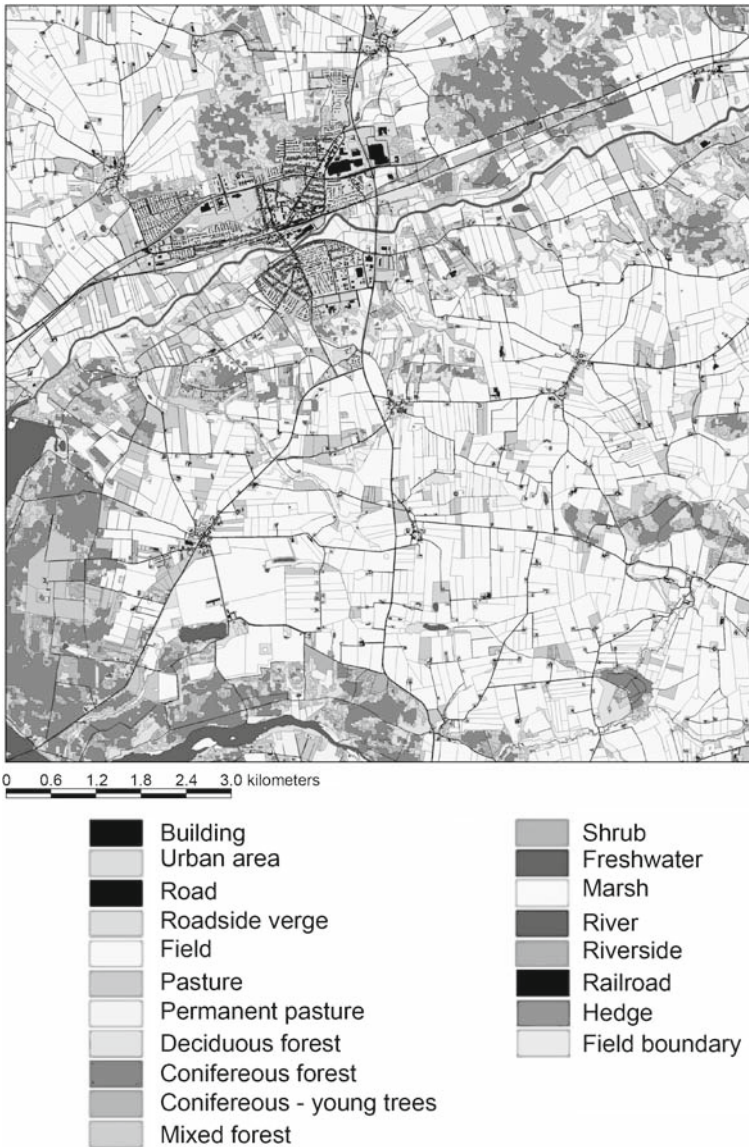 0 0.6 1.2 1.8 2.4 3.0 kilometers
Building
Urban area
Road
Roadside verge
Field
Pasture
Permanent pasture
Deciduous forest
Conifereous forest
Conifereous - young trees
Mixed forest
Shrub
Freshwater
Marsh
River
Riverside
Railroad
Hedge
Field boundary